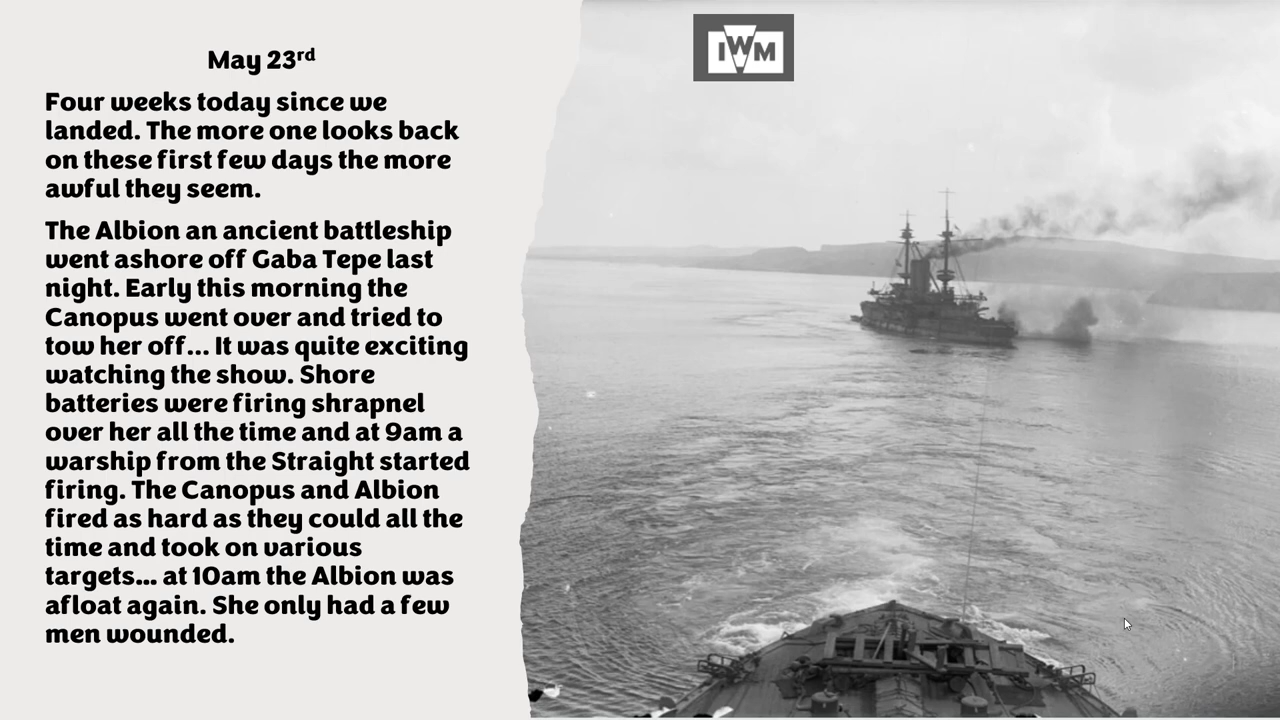 May 23rd
Four weeks today since we
landed. The more one looks back
on these first few days the more
awful they seem.
The Albion an ancient battleship
went ashore off Gaba Tepe last
night. Early this morning the
Canopus went over and tried to
tow her off... It was quite exciting
watching the show. Shore
batteries were firing shrapnel
over her all the time and at 9am a
warship from the Straight started
firing. The Canopus and Albion
fired as hard as they could all the
time and took on various
targets... at 10am the Albion was
afloat again. She only had a few
men wounded.
IWM